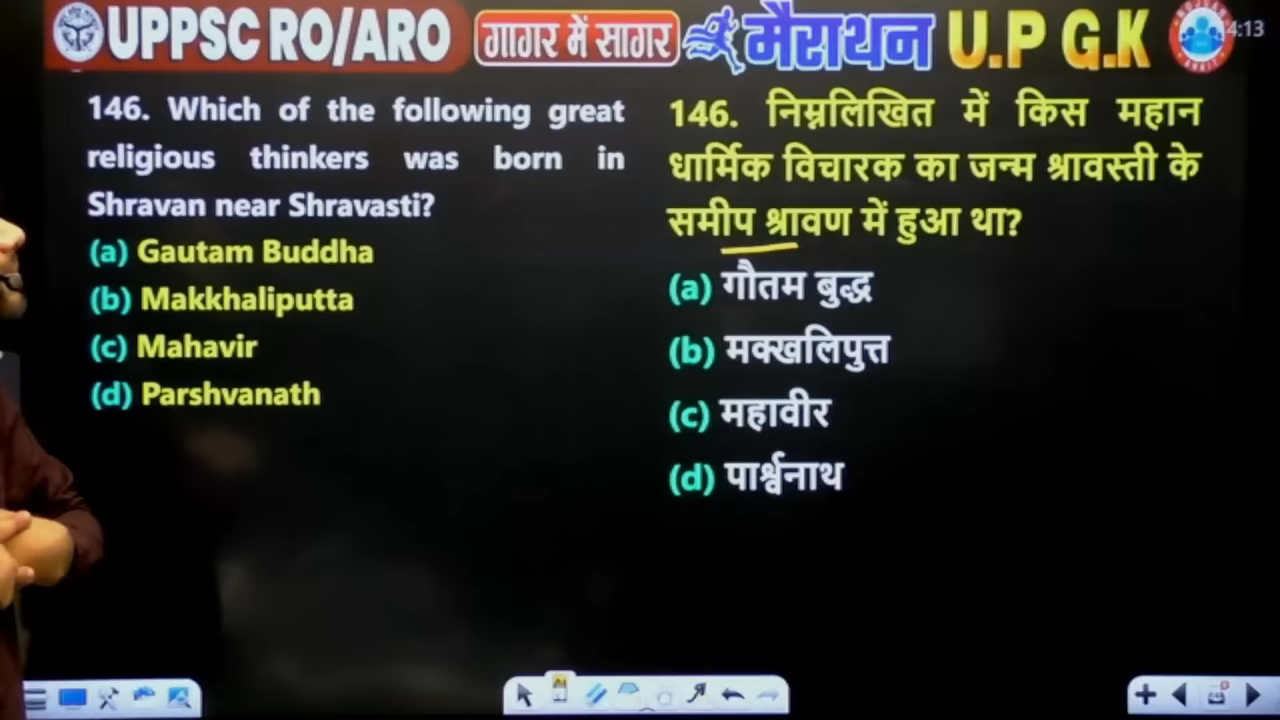 UPPSC RO/ARO गागर में सागर मैराथन U.P G.K
4:13
146. Which of the following great
religious thinkers was born in
Shravan near Shravasti?
(a) Gautam Buddha
(b) Makkhaliputta
(c) Mahavir
(d) Parshvanath
146. निम्नलिखित में किस महान
धार्मिक विचारक का जन्म श्रावस्ती के
समीप श्रावण में हुआ था?
(a) गौतम बुद्ध
(b) मक्खलिपुत्त
(c) महावीर
(d) पार्श्वनाथ